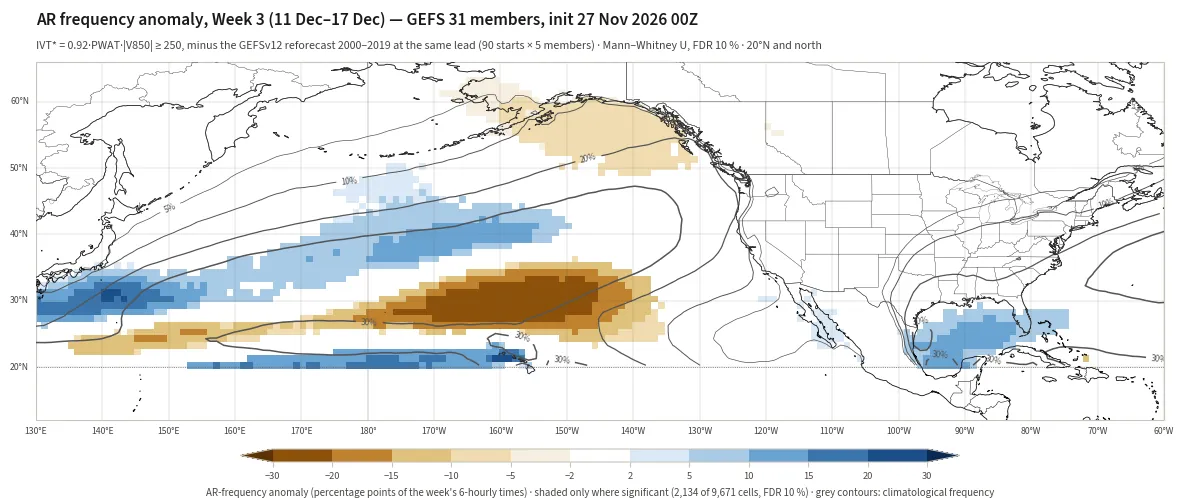 AR frequency anomaly, Week 3 (11 Dec–17 Dec) — GEFS 31 members, init 27 Nov 2026 00Z
IVT* = 0.92·PWAT·|V850| ≥ 250, minus the GEFSv12 reforecast 2000–2019 at the same lead (90 starts × 5 members) · Mann–Whitney U, FDR 10 % · 20°N and north
60°N
50°N
40°N
30°N
20°N
5%
10%
20%
30%
30%
30%
10%
30%
30%
30%
130°E
140°E
150°E
160°E
170°E
180°
170°W
160°W
150°W
140°W
130°W
120°W
110°W
100°W
90°W
80°W
70°W
60°W
−30
−20
−15
−10
−5
−2
2
5
10
15
20
30
AR-frequency anomaly (percentage points of the week's 6-hourly times) · shaded only where significant (2,134 of 9,671 cells, FDR 10 %) · grey contours: climatological frequency